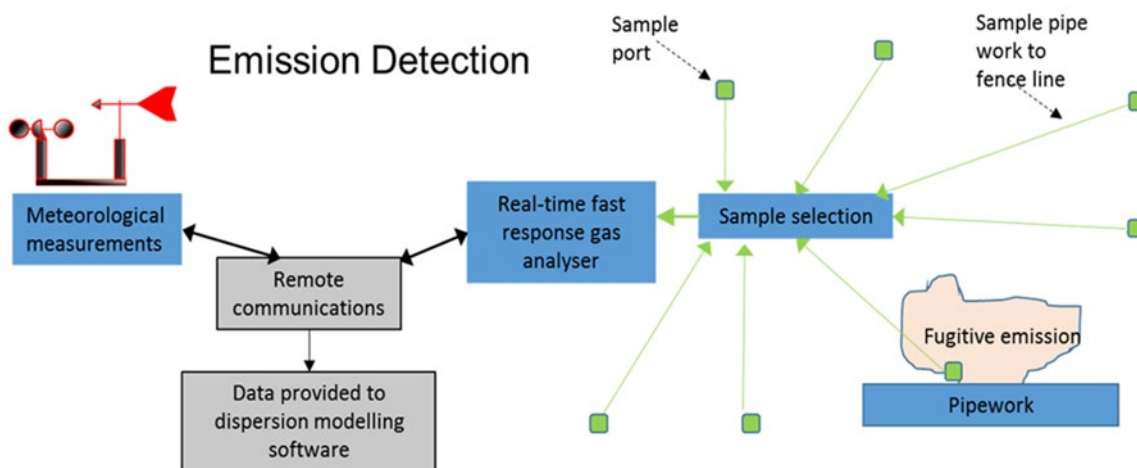 Emission Detection
Sample
port
Sample pipe
work to
fence line
Meteorological
measurements
Real-time fast
response gas
analyser
Sample selection
Remote
communications
Fugitive emission
Data provided to
dispersion modelling
software
Pipework